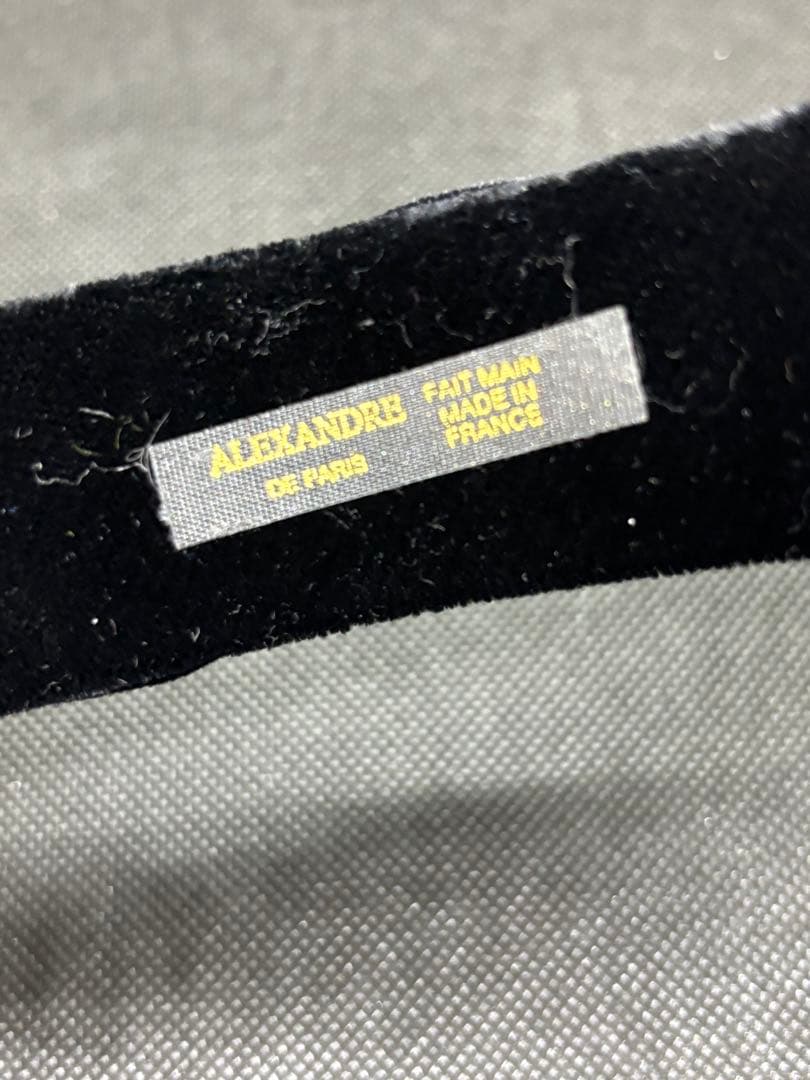 ALEXANDRE
DE PARIS
FAIT MAIN
MADE IN
FRANCE